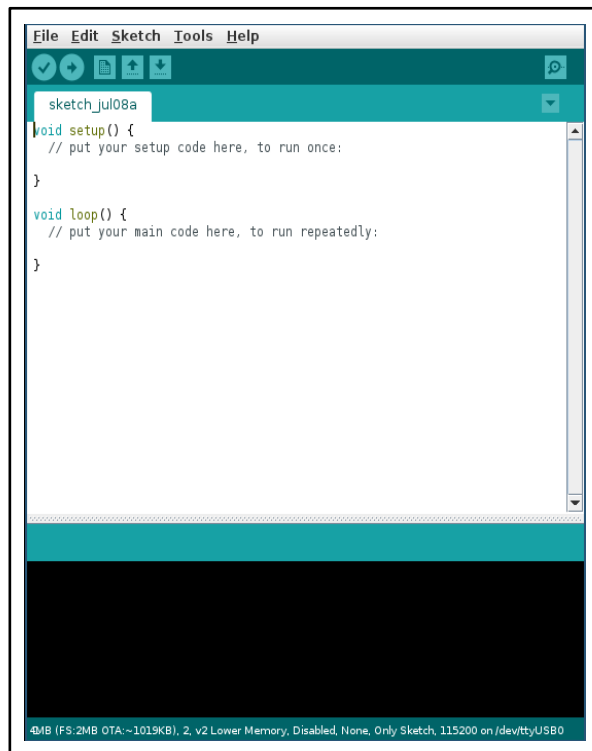 File Edit Sketch Tools Help
sketch_jul08a
void setup() {
  // put your setup code here, to run once:
}
void loop() {
  // put your main code here, to run repeatedly:
}
(FS:2MB OTA:~1019KB), 2, v2 Lower Memory, Disabled, None, Only Sketch, 115200 on /dev/ttyUSB0